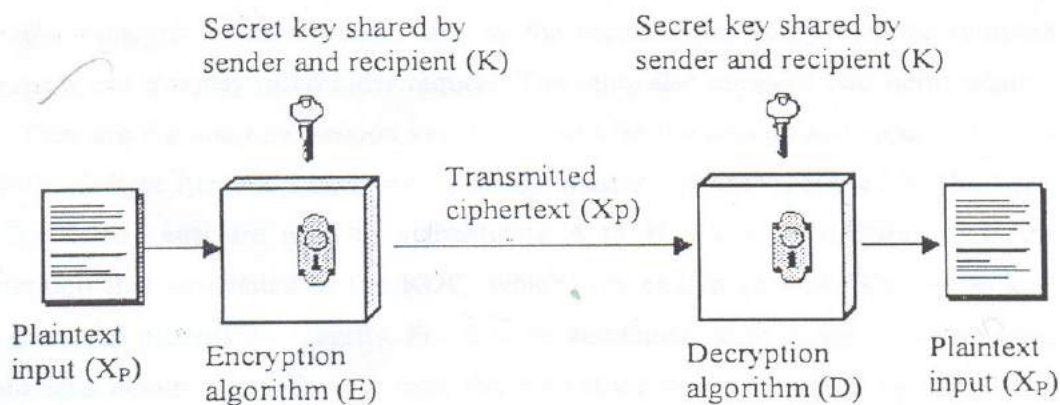 Secret key shared by
sender and recipient (K)
Secret key shared by
sender and recipient (K)
Transmitted
ciphertext (Xp)
Plaintext
input (XP)
Encryption
algorithm (E)
Decryption
algorithm (D)
Plaintext
input (XP)